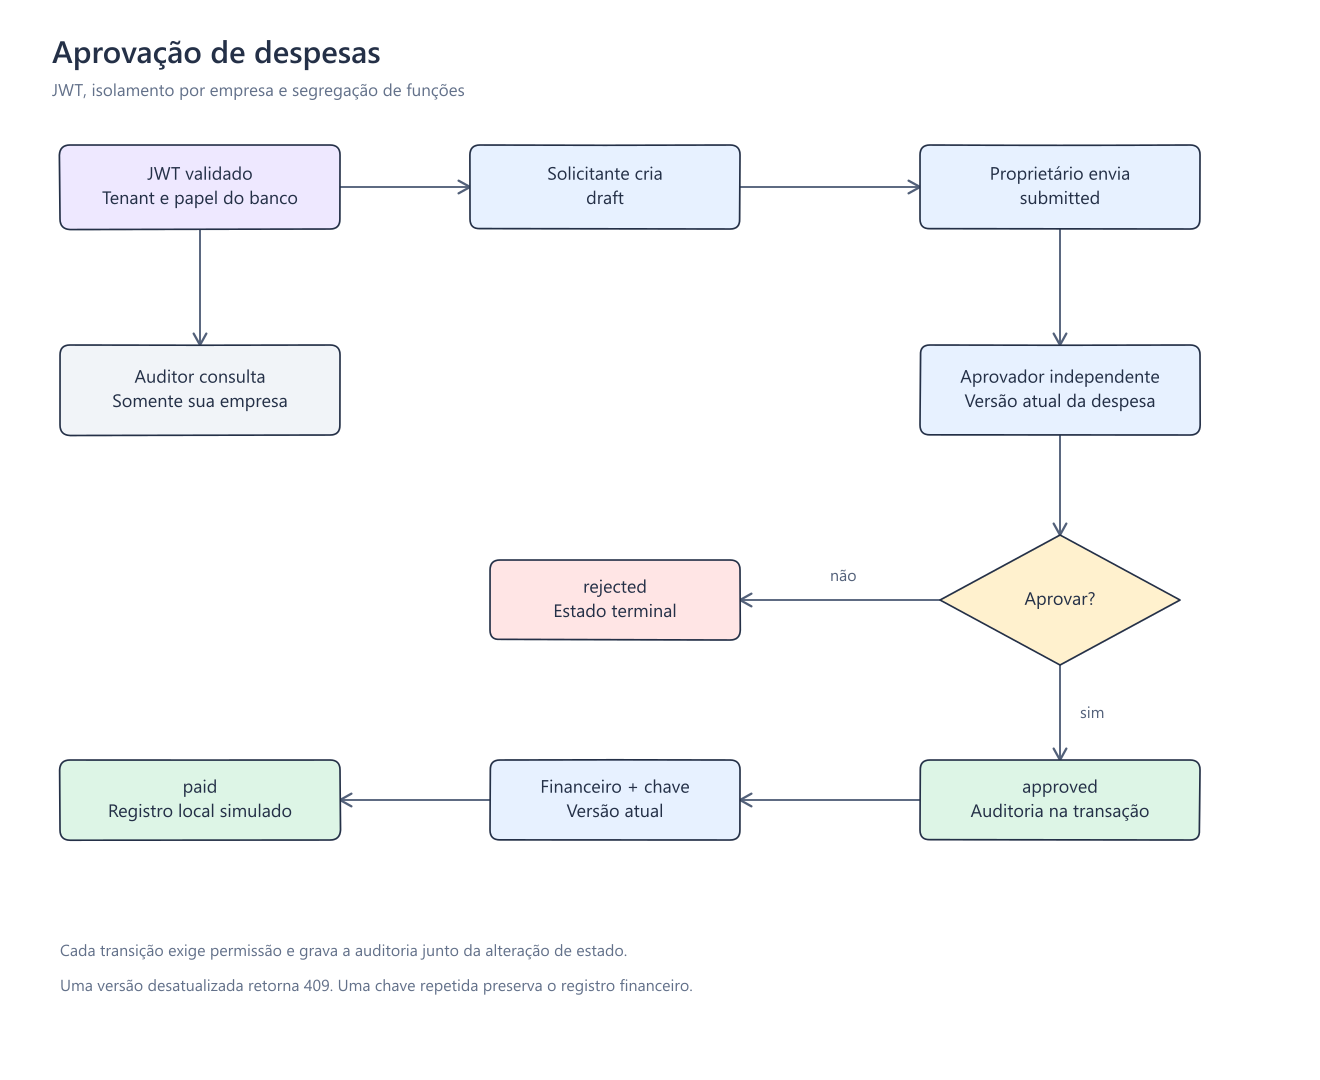 Aprovação de despesas
JWT, isolamento por empresa e segregação de funções
JWT validado
Tenant e papel do banco
Solicitante cria
draft
Proprietário envia
submitted
Auditor consulta
Somente sua empresa
Aprovador independente
Versão atual da despesa
rejected
Estado terminal
não
Aprovar?
sim
paid
Registro local simulado
Financeiro + chave
Versão atual
approved
Auditoria na transação
Cada transição exige permissão e grava a auditoria junto da alteração de estado.
Uma versão desatualizada retorna 409. Uma chave repetida preserva o registro financeiro.